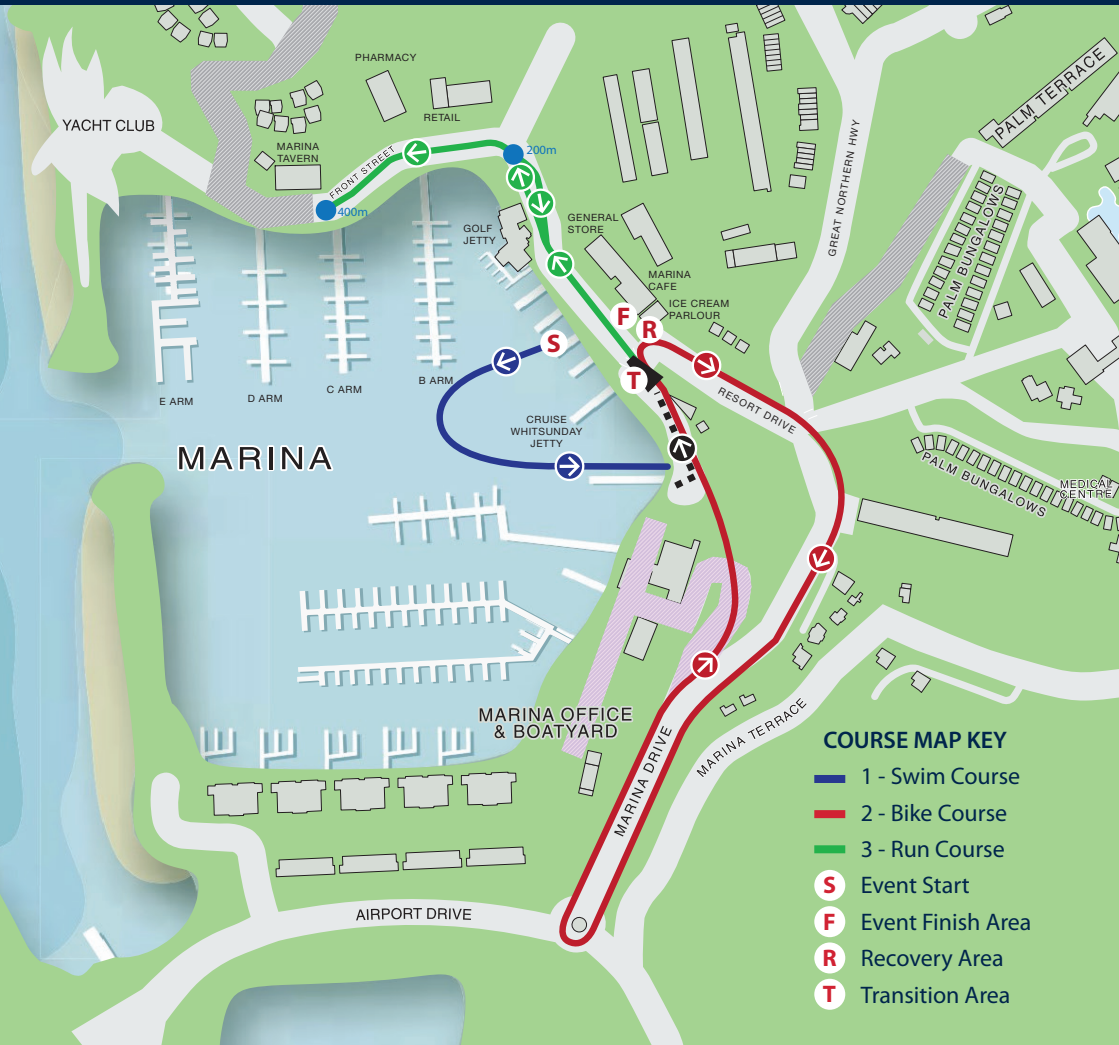 PHARMACY
RETAIL
YACHT CLUB
MARINA
TAVERN
FRONT STREET
200m
400m
GOLF
JETTY
GENERAL
STORE
MARINA
CAFE
ICE CREAM
PARLOUR
F
R
S
T
GREAT NORTHERN HWY
PALM TERRACE
PALM BUNGALOWS
E ARM
D ARM
C ARM
B ARM
CRUISE
WHITSUNDAY
JETTY
RESORT DRIVE
MARINA
PALM BUNGALOWS
MEDICAL
CENTRE
MARINA OFFICE
& BOATYARD
MARINA DRIVE
MARINA TERRACE
AIRPORT DRIVE
COURSE MAP KEY
1 - Swim Course
2 - Bike Course
3 - Run Course
S Event Start
F Event Finish Area
R Recovery Area
T Transition Area